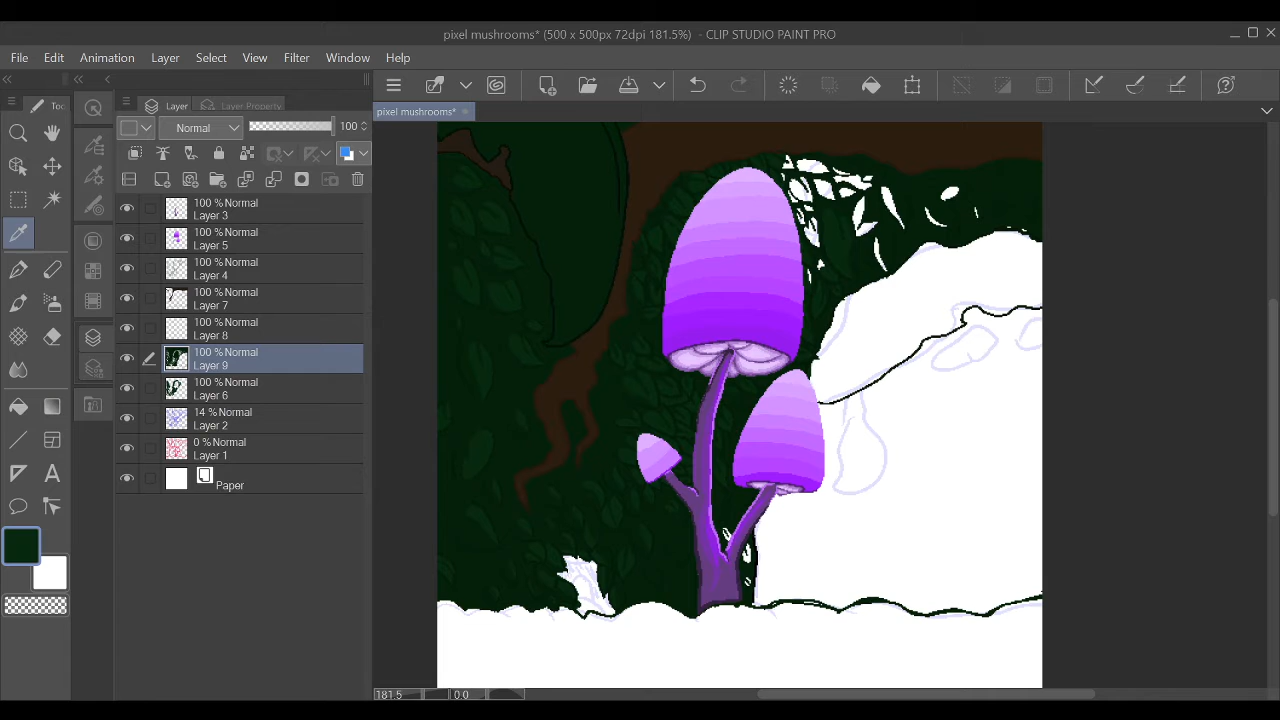 pixel mushrooms* (500 x 500px 72dpi 181.5%) - CLIP STUDIO PAINT PRO
File Edit Animation Layer Select View Filter Window Help
pixel mushrooms*
Too Layer Layer Property
Normal 100
100 % Normal
Layer 3
100 % Normal
Layer 5
100 % Normal
Layer 4
100 % Normal
Layer 7
100 % Normal
Layer 8
100 % Normal
Layer 9
100 % Normal
Layer 6
14 % Normal
Layer 2
0 % Normal
Layer 1
Paper
181.5 0.0